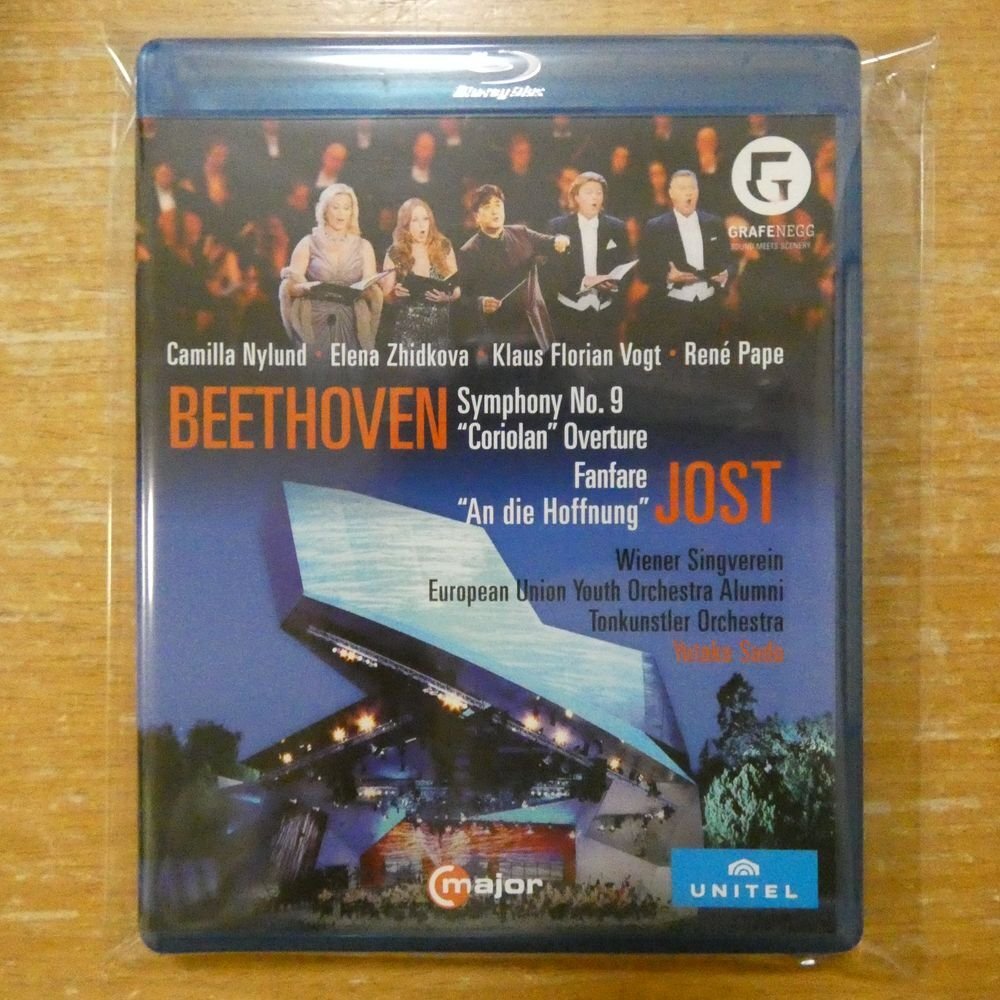 Blu-ray Disc
G
GRAFENEGG
SOUND MEETS SCENERY
Camilla Nylund · Elena Zhidkova · Klaus Florian Vogt · René Pape
BEETHOVEN
Symphony No. 9
“Coriolan” Overture
Fanfare
“An die Hoffnung”
JOST
Wiener Singverein
European Union Youth Orchestra Alumni
Tonkunstler Orchestra
Yutaka Sado
C major
UNITEL